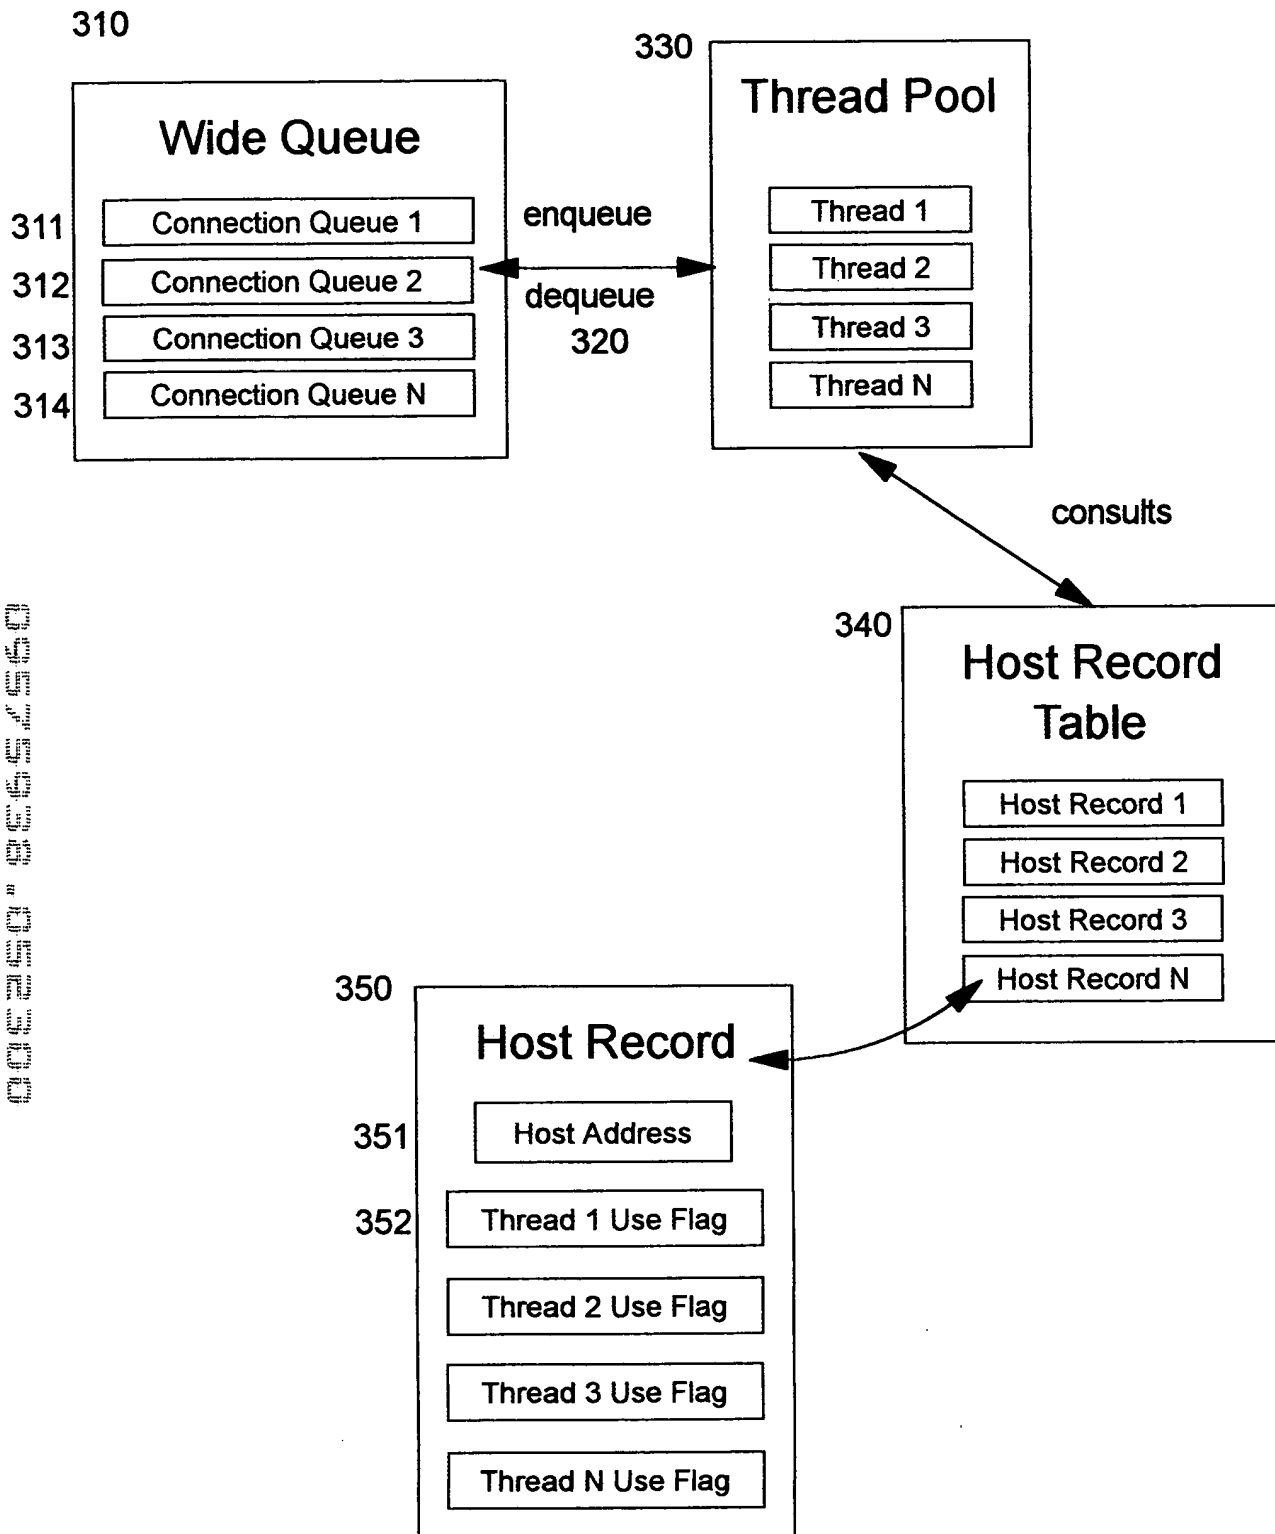 310
Wide Queue
311
Connection Queue 1
312
Connection Queue 2
313
Connection Queue 3
314
Connection Queue N
enqueue
dequeue
320
330
Thread Pool
Thread 1
Thread 2
Thread 3
Thread N
consults
340
Host Record
Table
Host Record 1
Host Record 2
Host Record 3
Host Record N
350
Host Record
351
Host Address
352
Thread 1 Use Flag
Thread 2 Use Flag
Thread 3 Use Flag
Thread N Use Flag
09575938.052300